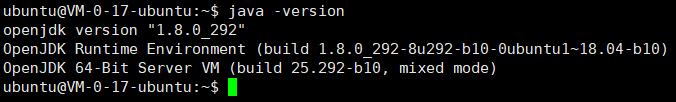 ubuntu@VM-0-17-ubuntu:~$ java -version
openjdk version "1.8.0_292"
OpenJDK Runtime Environment (build 1.8.0_292-8u292-b10-0ubuntu1~18.04-b10)
OpenJDK 64-Bit Server VM (build 25.292-b10, mixed mode)
ubuntu@VM-0-17-ubuntu:~$